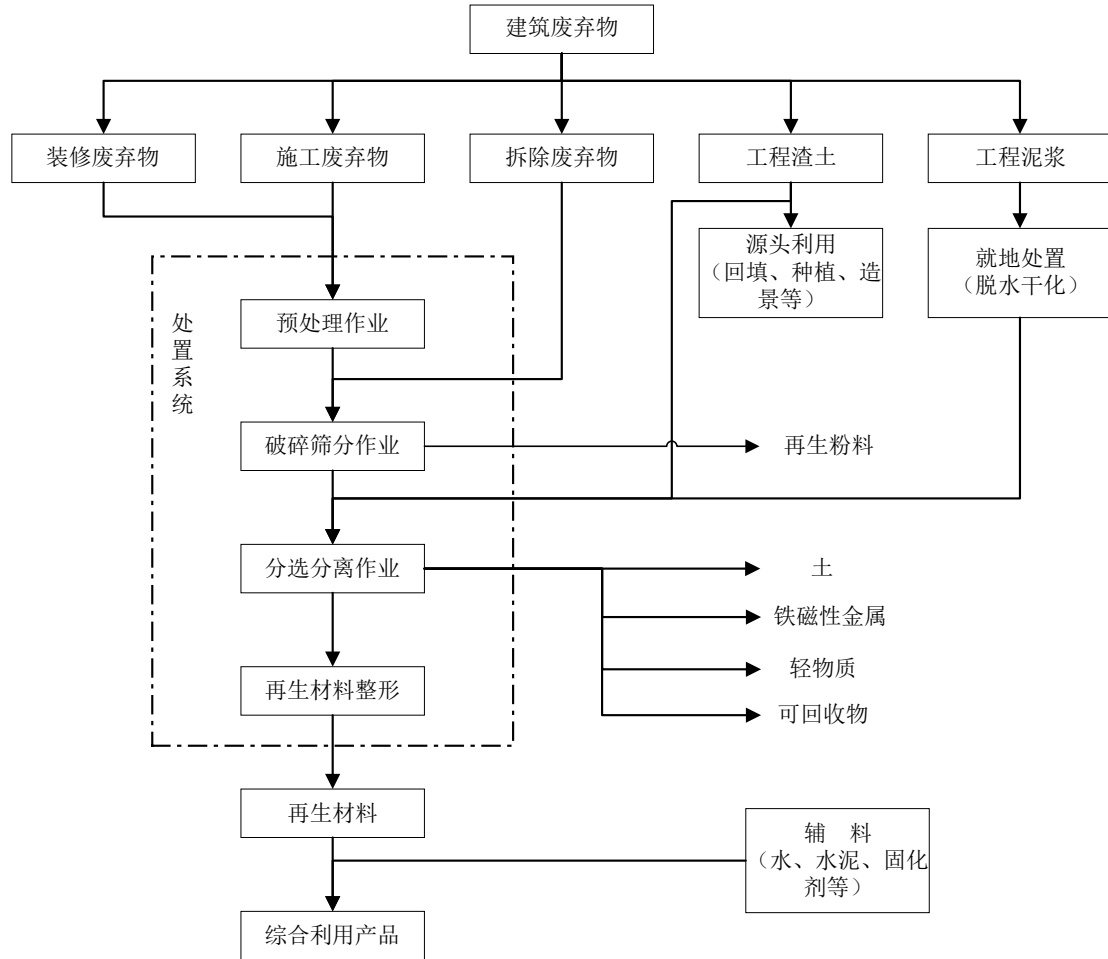 建筑废弃物
装修废弃物
施工废弃物
拆除废弃物
工程渣土
工程泥浆
源头利用
（回填、种植、造
景等）
就地处置
（脱水干化）
处
置
系
统
预处理作业
破碎筛分作业
再生粉料
分选分离作业
土
铁磁性金属
轻物质
可回收物
再生材料整形
再生材料
辅 料
（水、水泥、固化
剂等）
综合利用产品